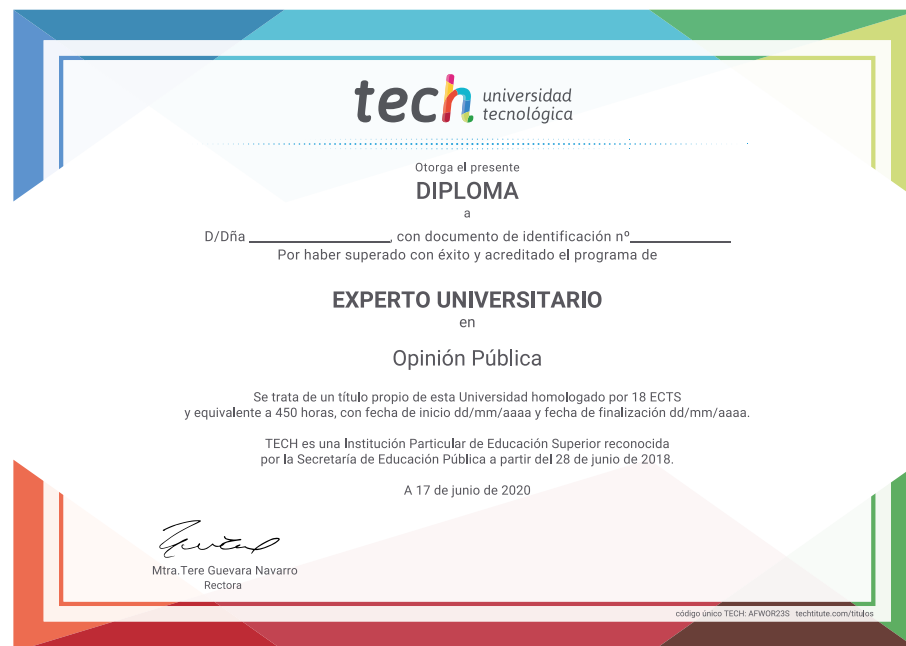 tech universidad
tecnológica
Otorga el presente
DIPLOMA
a
D/Dña ____________________, con documento de identificación nº______________
Por haber superado con éxito y acreditado el programa de
EXPERTO UNIVERSITARIO
en
Opinión Pública
Se trata de un título propio de esta Universidad homologado por 18 ECTS
y equivalente a 450 horas, con fecha de inicio dd/mm/aaaa y fecha de finalización dd/mm/aaaa.
TECH es una Institución Particular de Educación Superior reconocida
por la Secretaría de Educación Pública a partir del 28 de junio de 2018.
A 17 de junio de 2020
Mtra.Tere Guevara Navarro
Rectora
código único TECH: AFWOR23S techtitute.com/titulos